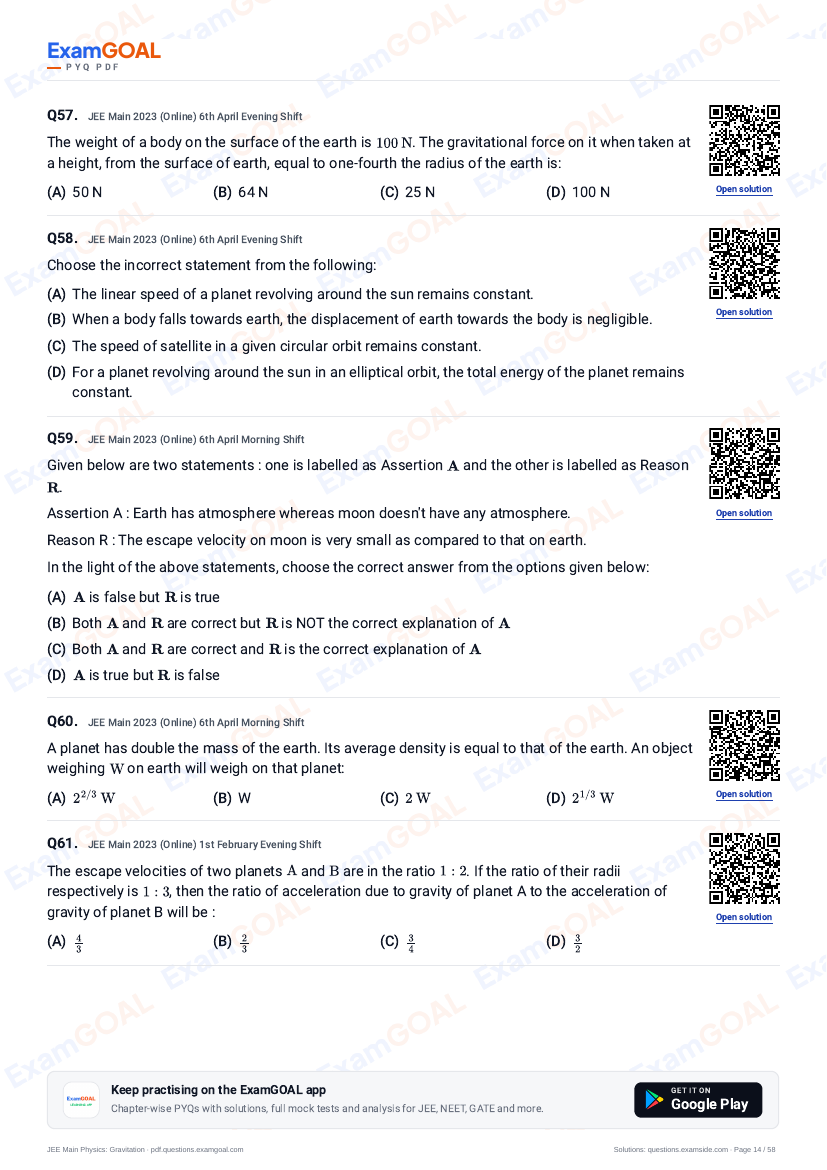 ExamGOAL
PYQ PDF
Q57. JEE Main 2023 (Online) 6th April Evening Shift
The weight of a body on the surface of the earth is 100 N. The gravitational force on it when taken at
a height, from the surface of earth, equal to one-fourth the radius of the earth is:
(A) 50 N (B) 64 N (C) 25 N (D) 100 N
Open solution
Q58. JEE Main 2023 (Online) 6th April Evening Shift
Choose the incorrect statement from the following:
(A) The linear speed of a planet revolving around the sun remains constant.
(B) When a body falls towards earth, the displacement of earth towards the body is negligible.
(C) The speed of satellite in a given circular orbit remains constant.
(D) For a planet revolving around the sun in an elliptical orbit, the total energy of the planet remains
constant.
Open solution
Q59. JEE Main 2023 (Online) 6th April Morning Shift
Given below are two statements : one is labelled as Assertion A and the other is labelled as Reason
R.
Assertion A : Earth has atmosphere whereas moon doesn't have any atmosphere.
Reason R : The escape velocity on moon is very small as compared to that on earth.
In the light of the above statements, choose the correct answer from the options given below:
(A) A is false but R is true
(B) Both A and R are correct but R is NOT the correct explanation of A
(C) Both A and R are correct and R is the correct explanation of A
(D) A is true but R is false
Open solution
Q60. JEE Main 2023 (Online) 6th April Morning Shift
A planet has double the mass of the earth. Its average density is equal to that of the earth. An object
weighing W on earth will weigh on that planet:
(A) 2^{2/3} W (B) W (C) 2 W (D) 2^{1/3} W
Open solution
Q61. JEE Main 2023 (Online) 1st February Evening Shift
The escape velocities of two planets A and B are in the ratio 1 : 2. If the ratio of their radii
respectively is 1 : 3, then the ratio of acceleration due to gravity of planet A to the acceleration of
gravity of planet B will be :
(A) 4/3 (B) 2/3 (C) 3/4 (D) 3/2
Open solution
ExamGOAL
Keep practising on the ExamGOAL app
Chapter-wise PYQs with solutions, full mock tests and analysis for JEE, NEET, GATE and more.
GET IT ON
Google Play
JEE Main Physics: Gravitation · pdf.questions.examgoal.com
Solutions: questions.examside.com · Page 14 / 58